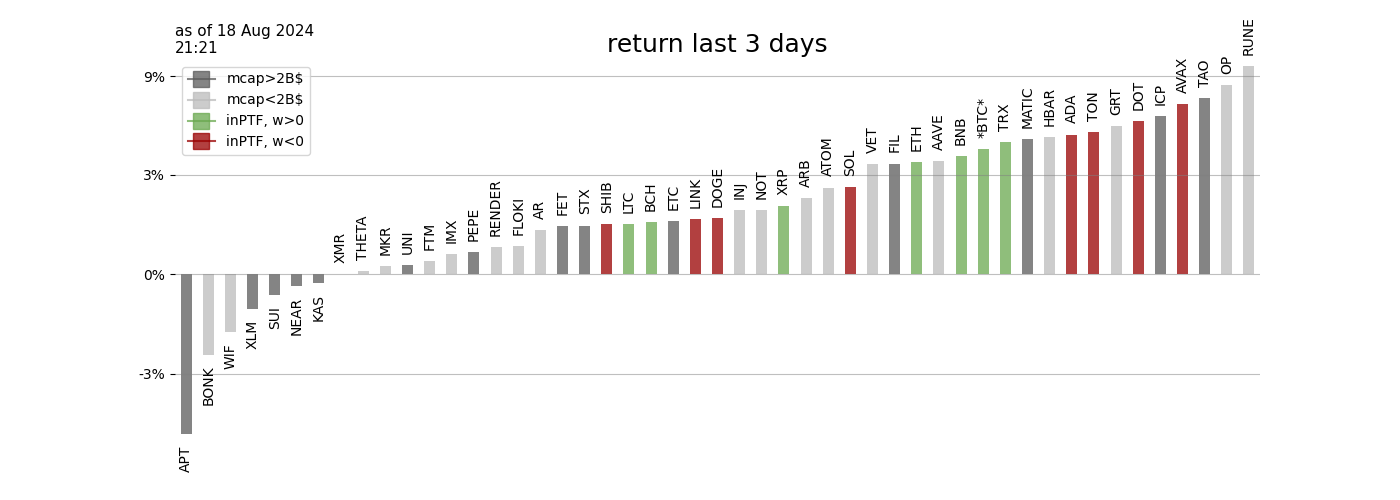 as of 18 Aug 2024
21:21
return last 3 days
mcap>2B$
mcap<2B$
inPTF, w>0
inPTF, w<0
9%
3%
0%
-3%
APT
BONK
WIF
XLM
SUI
NEAR
KAS
XMR
THETA
MKR
UNI
FTM
IMX
PEPE
RENDER
FLOKI
AR
FET
STX
SHIB
LTC
BCH
ETC
LINK
DOGE
INJ
NOT
XRP
ARB
ATOM
SOL
VET
FIL
ETH
AAVE
BNB
*BTC*
TRX
MATIC
HBAR
ADA
TON
GRT
DOT
ICP
AVAX
TAO
OP
RUNE